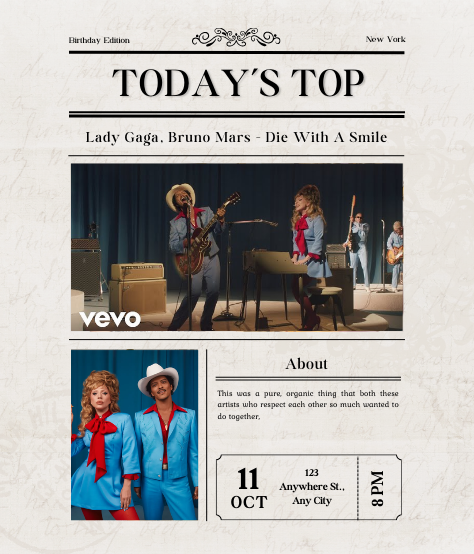 Birthday Edition
New York
TODAY'S TOP
Lady Gaga, Bruno Mars - Die With A Smile
vevo
About
This was a pure, organic thing that both these
artists who respect each other so much wanted to
do together,
11
OCT
123
Anywhere St.,
Any City
8 PM